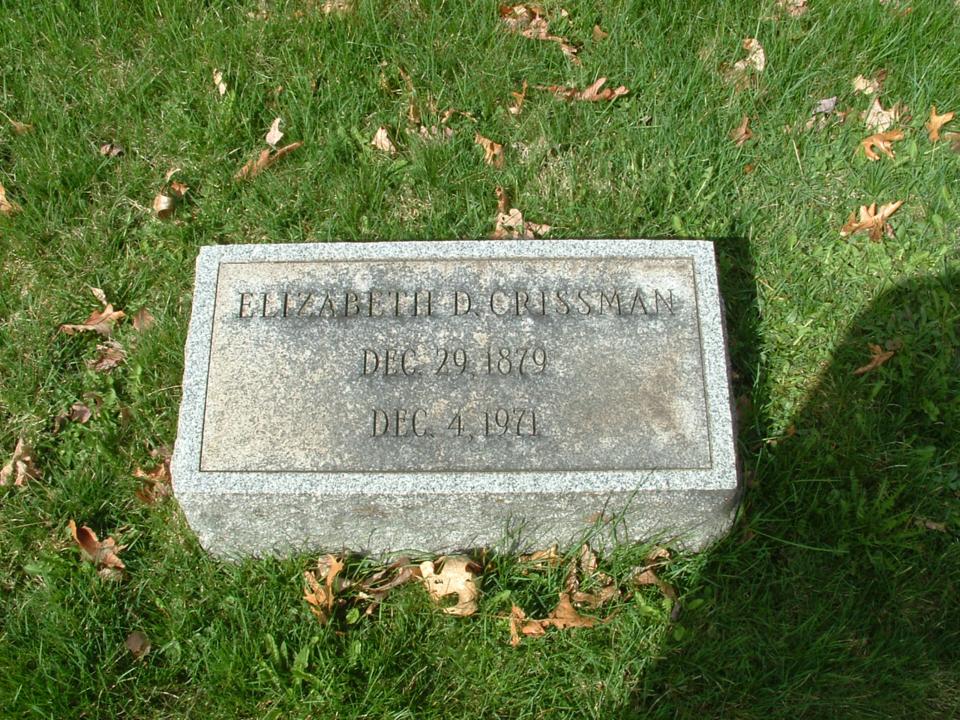 ELIZABETH D. CRISSMAN
DEC. 29, 1879
DEC. 4, 1971